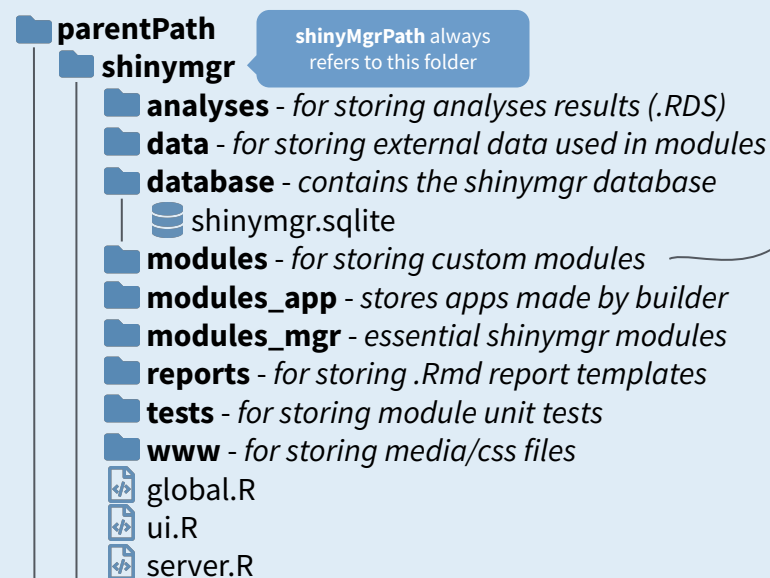 parentPath
shinyMgrPath always
refers to this folder
shinymgr
analyses - for storing analyses results (.RDS)
data - for storing external data used in modules
database - contains the shinymgr database
shinymgr.sqlite
modules - for storing custom modules
modules_app - stores apps made by builder
modules_mgr - essential shinymgr modules
reports - for storing .Rmd report templates
tests - for storing module unit tests
www - for storing media/css files
global.R
ui.R
server.R